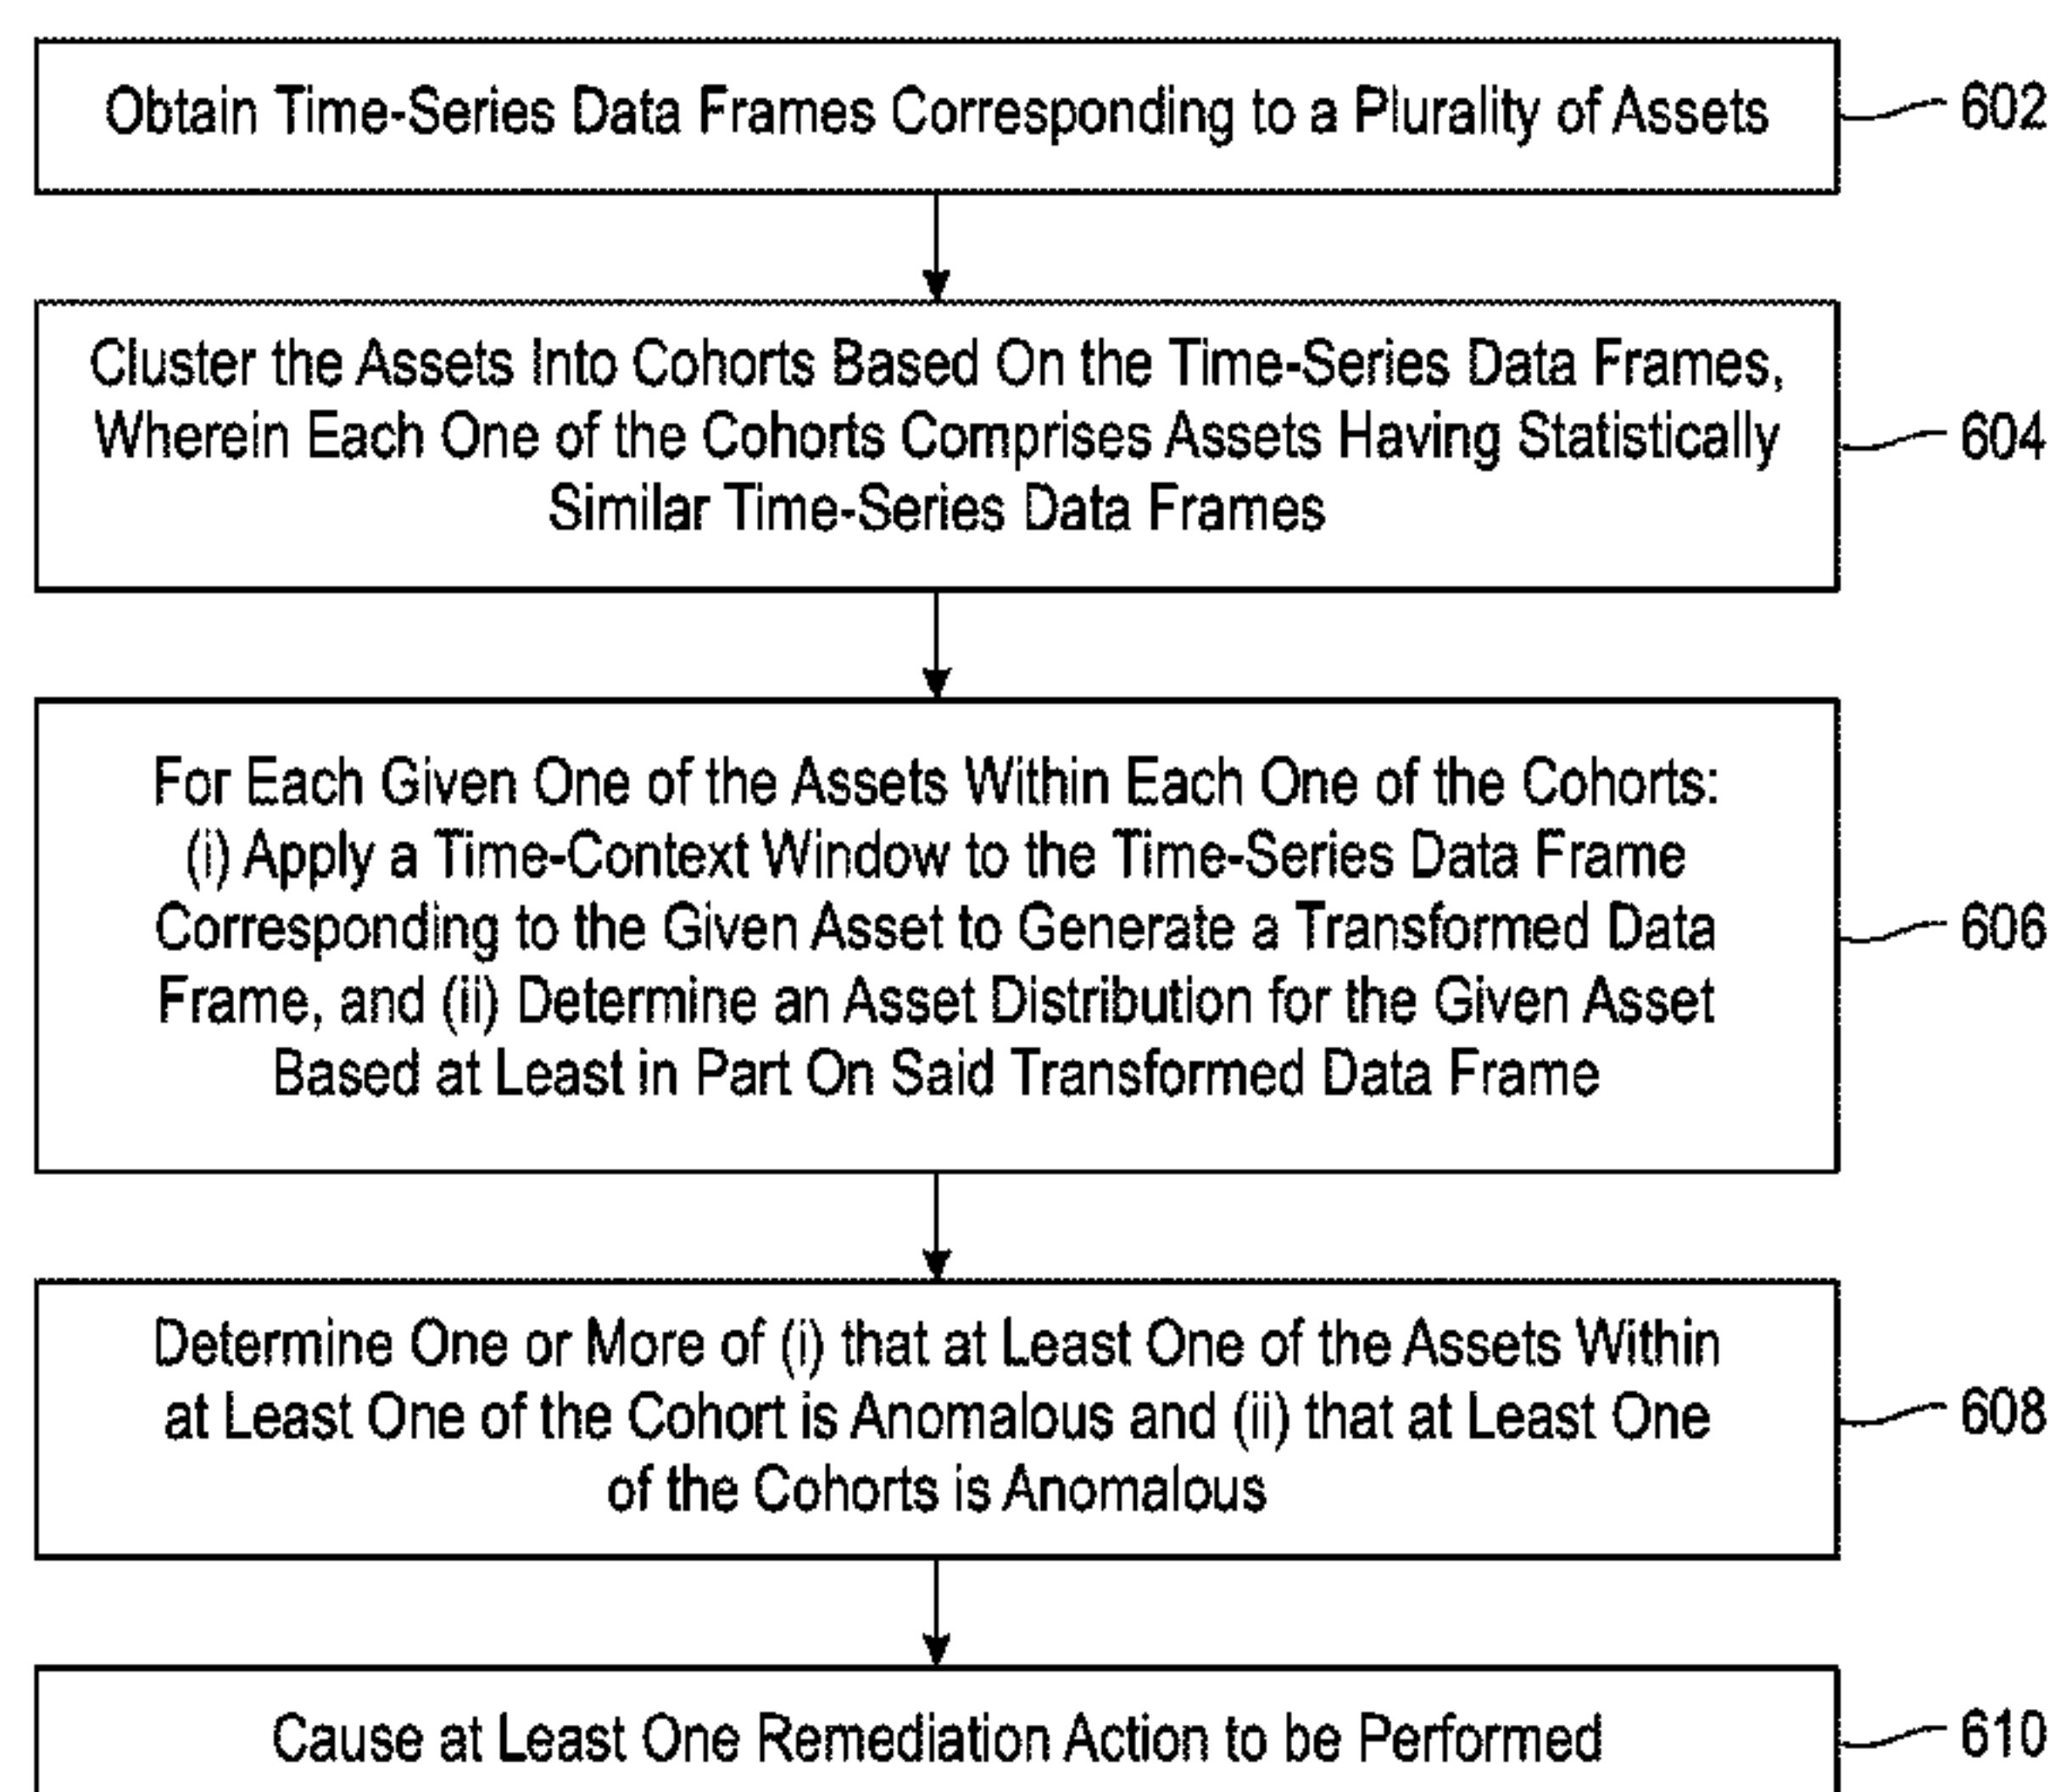 Obtain Time-Series Data Frames Corresponding to a Plurality of Assets
602
Cluster the Assets Into Cohorts Based On the Time-Series Data Frames,
Wherein Each One of the Cohorts Comprises Assets Having Statistically
Similar Time-Series Data Frames
604
For Each Given One of the Assets Within Each One of the Cohorts:
(i) Apply a Time-Context Window to the Time-Series Data Frame
Corresponding to the Given Asset to Generate a Transformed Data
Frame, and (ii) Determine an Asset Distribution for the Given Asset
Based at Least in Part On Said Transformed Data Frame
606
Determine One or More of (i) that at Least One of the Assets Within
at Least One of the Cohort is Anomalous and (ii) that at Least One
of the Cohorts is Anomalous
608
Cause at Least One Remediation Action to be Performed
610